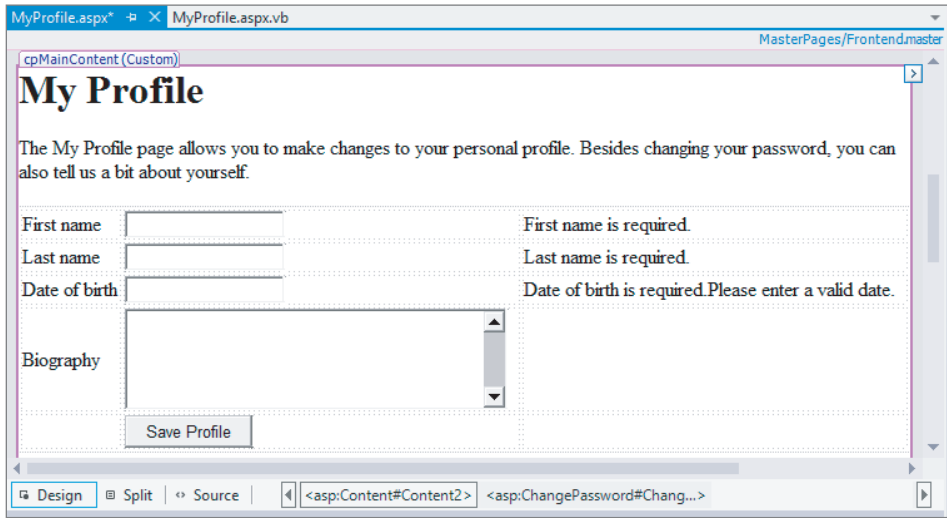 MyProfile.aspx* MyProfile.aspx.vb
MasterPages/Frontend.master
cpMainContent (Custom)
My Profile
The My Profile page allows you to make changes to your personal profile. Besides changing your password, you can
also tell us a bit about yourself.
First name First name is required.
Last name Last name is required.
Date of birth Date of birth is required.Please enter a valid date.
Biography
Save Profile
Design Split Source <asp:Content#Content2> <asp:ChangePassword#Chang...>